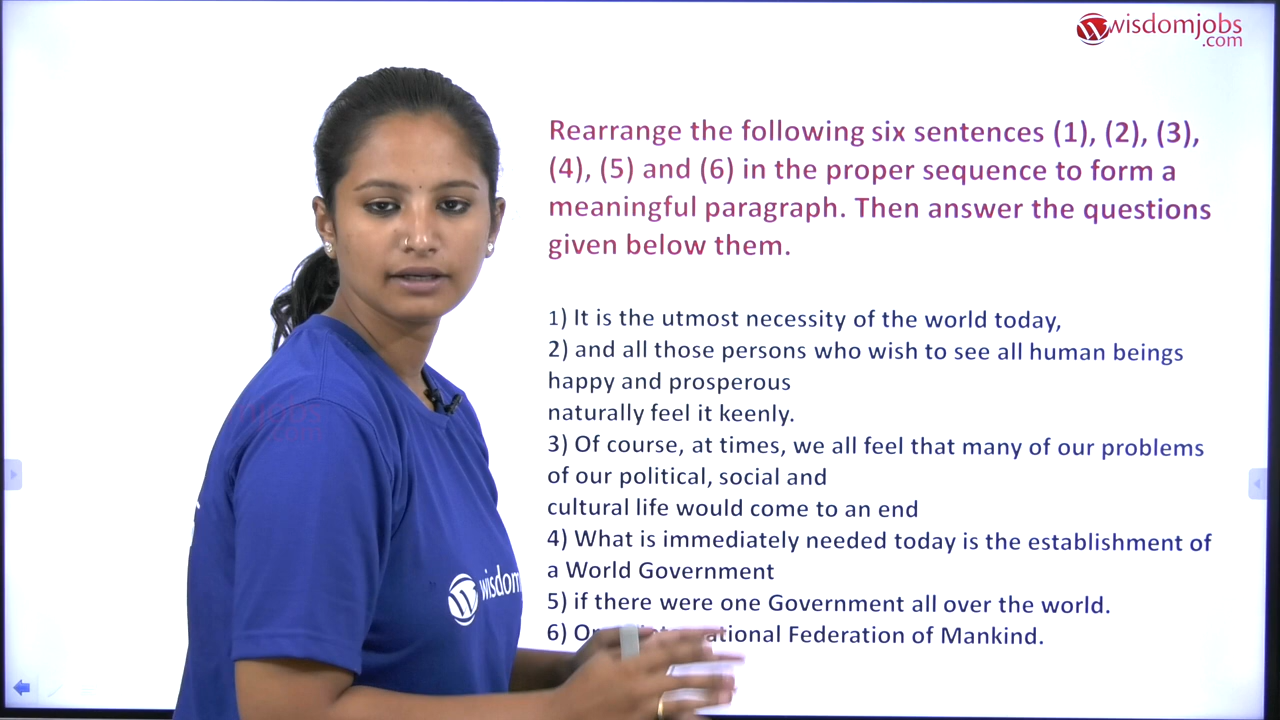 wisdomjobs
.com
Rearrange the following six sentences (1), (2), (3),
(4), (5) and (6) in the proper sequence to form a
meaningful paragraph. Then answer the questions
given below them.
1) It is the utmost necessity of the world today,
2) and all those persons who wish to see all human beings
happy and prosperous
naturally feel it keenly.
3) Of course, at times, we all feel that many of our problems
of our political, social and
cultural life would come to an end
4) What is immediately needed today is the establishment of
a World Government
5) if there were one Government all over the world.
6) Federation of Mankind.
wisdom